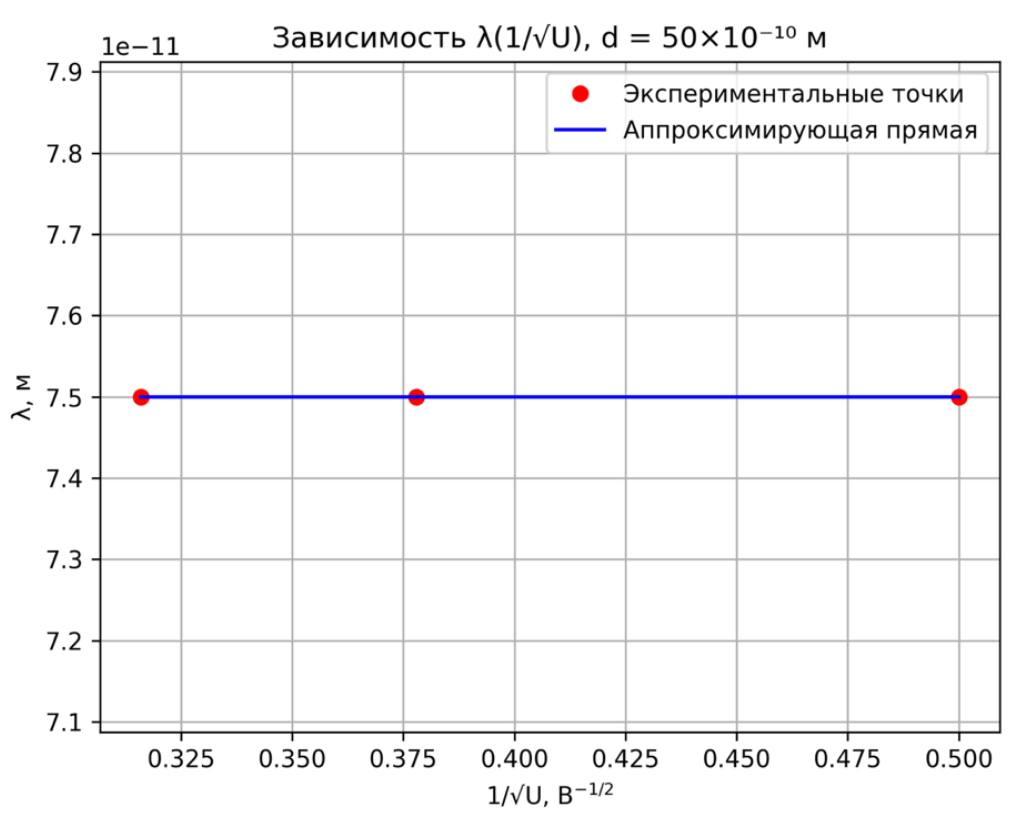 Зависимость λ(1/√U), d = 50×10⁻¹⁰ м
1e−11
Экспериментальные точки
Аппроксимирующая прямая
7.9
7.8
7.7
7.6
7.5
7.4
7.3
7.2
7.1
λ, м
0.325 0.350 0.375 0.400 0.425 0.450 0.475 0.500
1/√U, В⁻¹/²